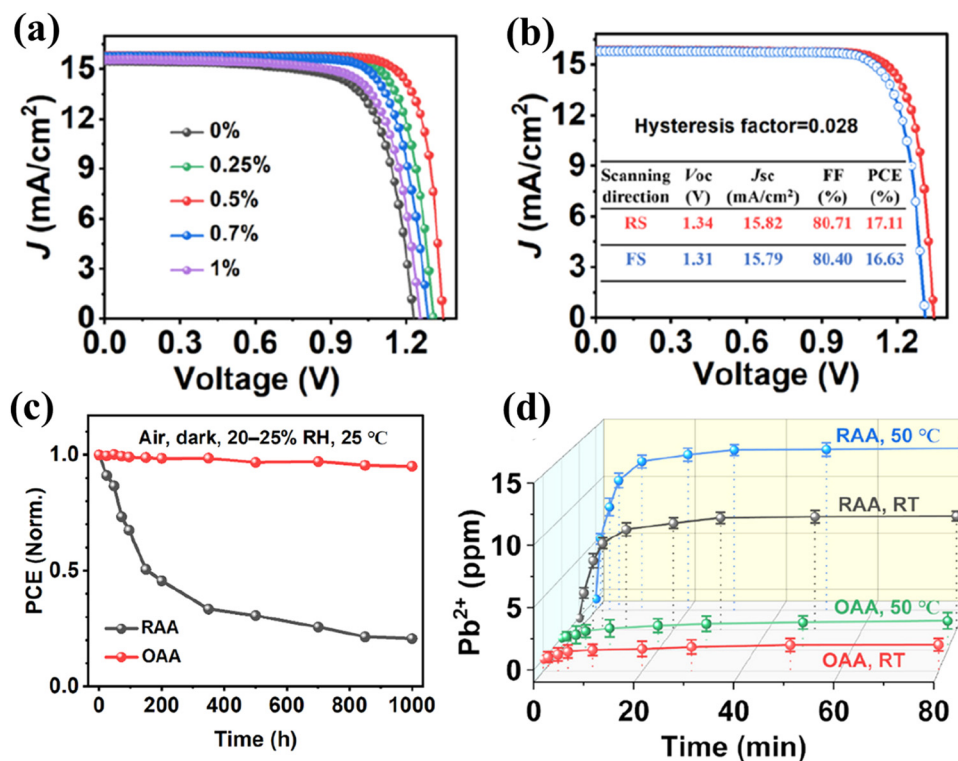 (a)
J (mA/cm²)
15
12
9
6
3
0
0%
0.25%
0.5%
0.7%
1%
0.0 0.3 0.6 0.9 1.2
Voltage (V)
(b)
J (mA/cm²)
15
12
9
6
3
0
Hysteresis factor=0.028
Scanning direction Voc (V) Jsc (mA/cm²) FF (%) PCE (%)
RS 1.34 15.82 80.71 17.11
FS 1.31 15.79 80.40 16.63
0.0 0.3 0.6 0.9 1.2
Voltage (V)
(c)
Air, dark, 20–25% RH, 25 °C
PCE (Norm.)
1.0
0.5
0.0
RAA
OAA
0 200 400 600 800 1000
Time (h)
(d)
Pb²⁺ (ppm)
15
10
5
0
RAA, 50 °C
RAA, RT
OAA, 50 °C
OAA, RT
0 20 40 60 80
Time (min)